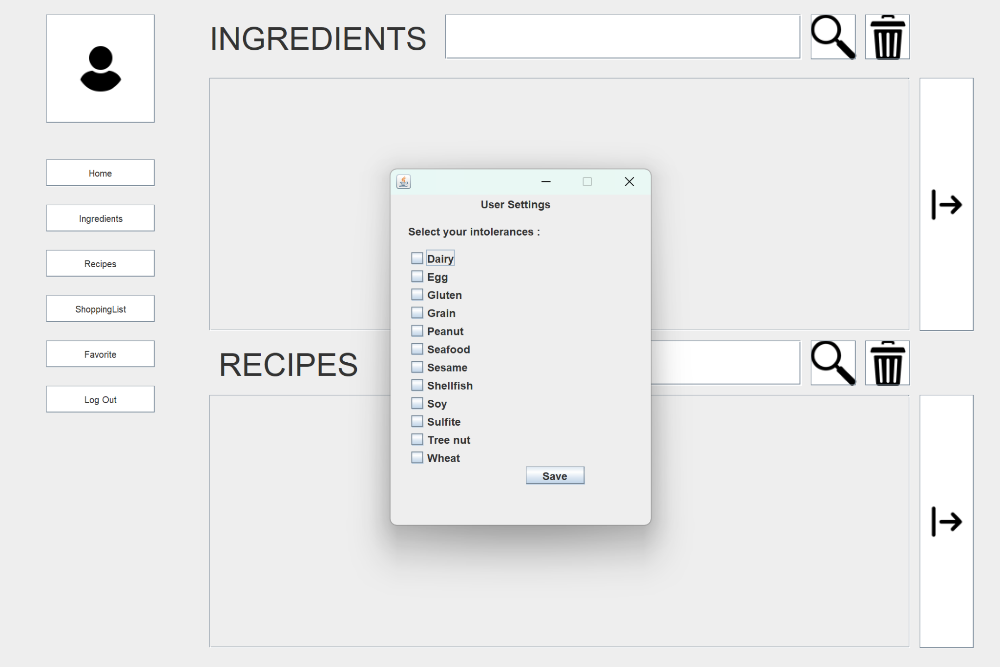 INGREDIENTS
Home
Ingredients
Recipes
ShoppingList
Favorite
Log Out
User Settings
Select your intolerances :
Dairy
Egg
Gluten
Grain
Peanut
Seafood
Sesame
Shellfish
Soy
Sulfite
Tree nut
Wheat
Save
RECIPES